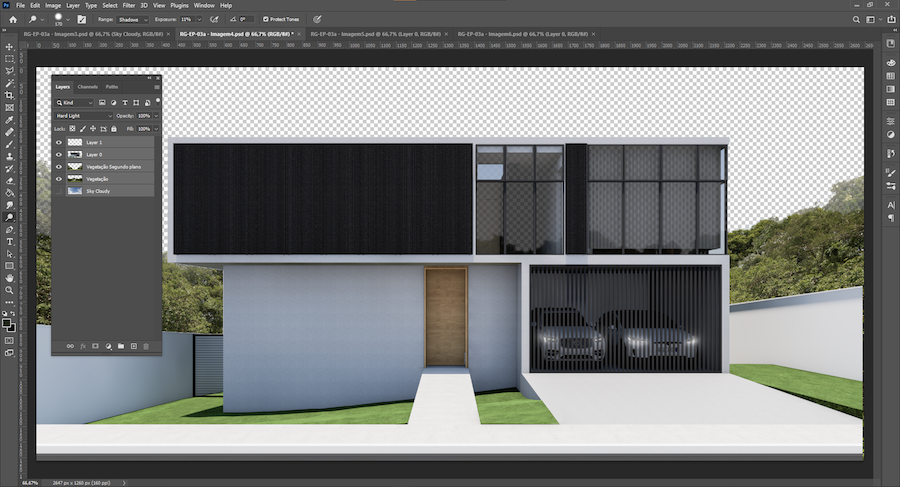 File Edit Image Layer Type Select Filter 3D View Plugins Window Help
170 Range: Shadows Exposure: 11% 0° Protect Tones
RG-EP-03a - Imagem3.psd @ 66,7% (Sky Cloudy, RGB/8#) × RG-EP-03a - Imagem4.psd @ 66,7% (RGB/8#) * × RG-EP-03a - Imagem5.psd @ 66,7% (Layer 0, RGB/8#) × RG-EP-03a - Imagem6.psd @ 66,7% (Layer 0, RGB/8#) ×
Layers Channels Paths
Kind
Hard Light Opacity: 100%
Lock: Fill: 100%
Layer 1
Layer 0
Vegetação Segundo plano
Vegetação
Sky Cloudy
66,67% 2647 px x 1260 px (160 ppi)